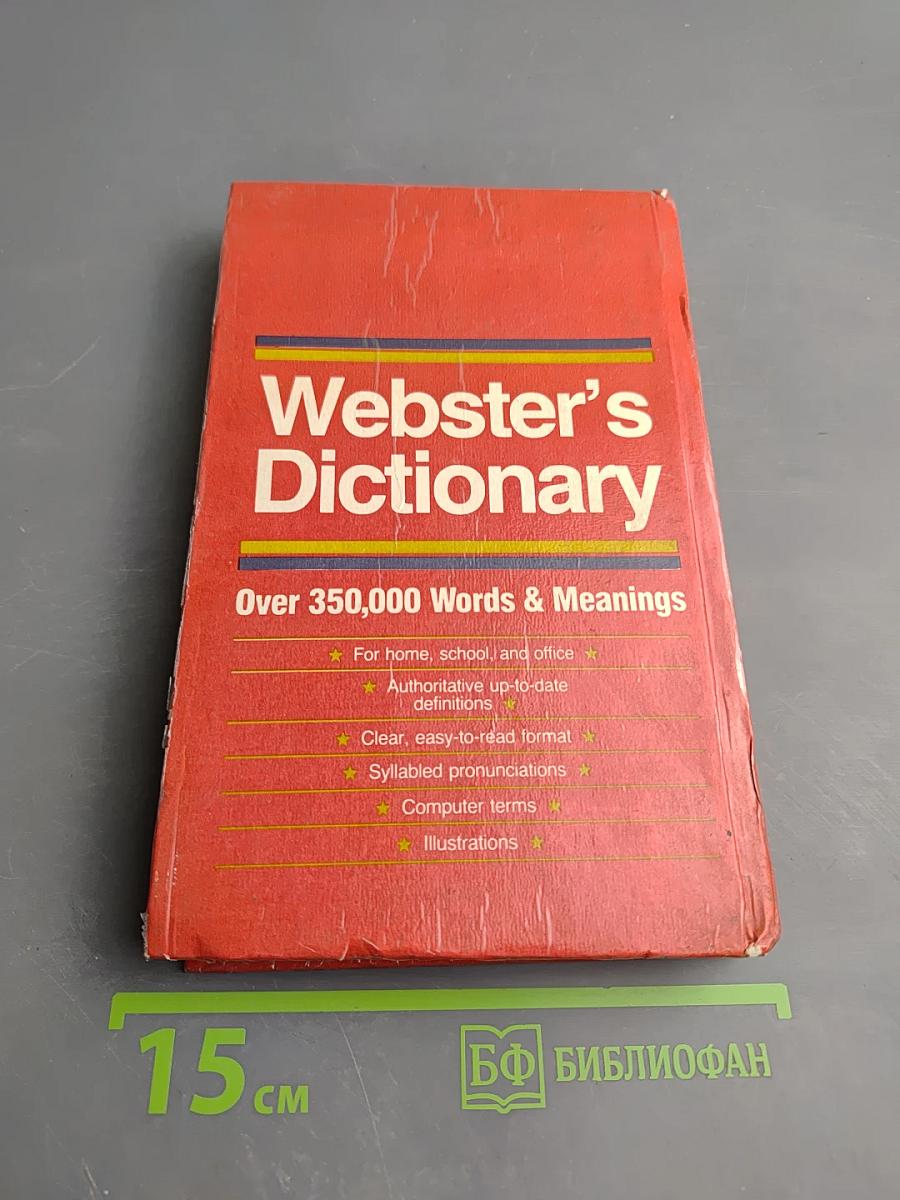 Webster's
Dictionary
Over 350,000 Words & Meanings
★ For home, school, and office ★
★ Authoritative up-to-date
definitions ★
★ Clear, easy-to-read format ★
★ Syllabled pronunciations ★
★ Computer terms ★
★ Illustrations ★
15 см
БФ БИБЛИОФАН